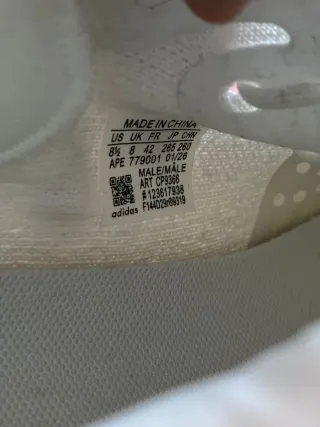 MADE IN CHINA
US UK FR JP CHN
8½ 8 42 265 260
APE 779001 01/26
MALE/MÂLE
ART CP9366
# 123617938
F144D29r09319
adidas